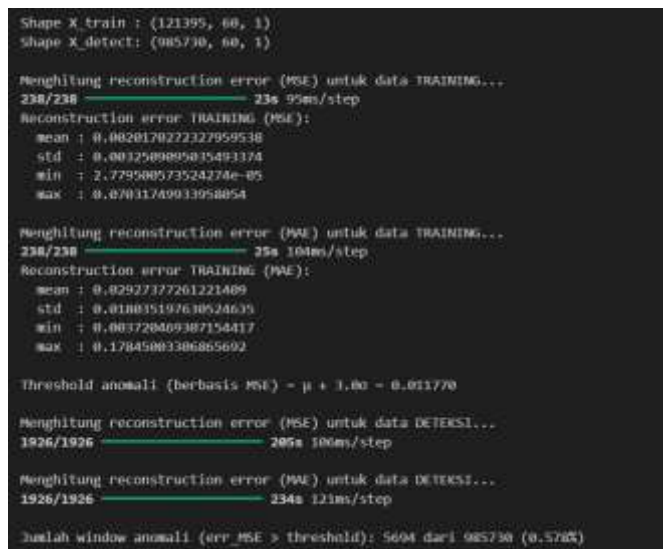 Shape X_train : (121395, 60, 1)
Shape X_detect: (985730, 60, 1)
Menghitung reconstruction error (MSE) untuk data TRAINING...
238/238 23s 95ms/step
Reconstruction error TRAINING (MSE):
mean : 0.0020170272327959538
std : 0.0032509095035493374
min : 2.779500573524274e-05
max : 0.07031749933958054
Menghitung reconstruction error (MAE) untuk data TRAINING...
238/238 25s 104ms/step
Reconstruction error TRAINING (MAE):
mean : 0.02927377261221409
std : 0.018035197630524635
min : 0.003720469307154417
max : 0.17845003306865692
Threshold anomali (berbasis MSE) = μ + 3.0σ = 0.011770
Menghitung reconstruction error (MSE) untuk data DETEKSI...
1926/1926 205s 106ms/step
Menghitung reconstruction error (MAE) untuk data DETEKSI...
1926/1926 234s 121ms/step
Jumlah window anomali (err_MSE > threshold): 5694 dari 985730 (0.578%)